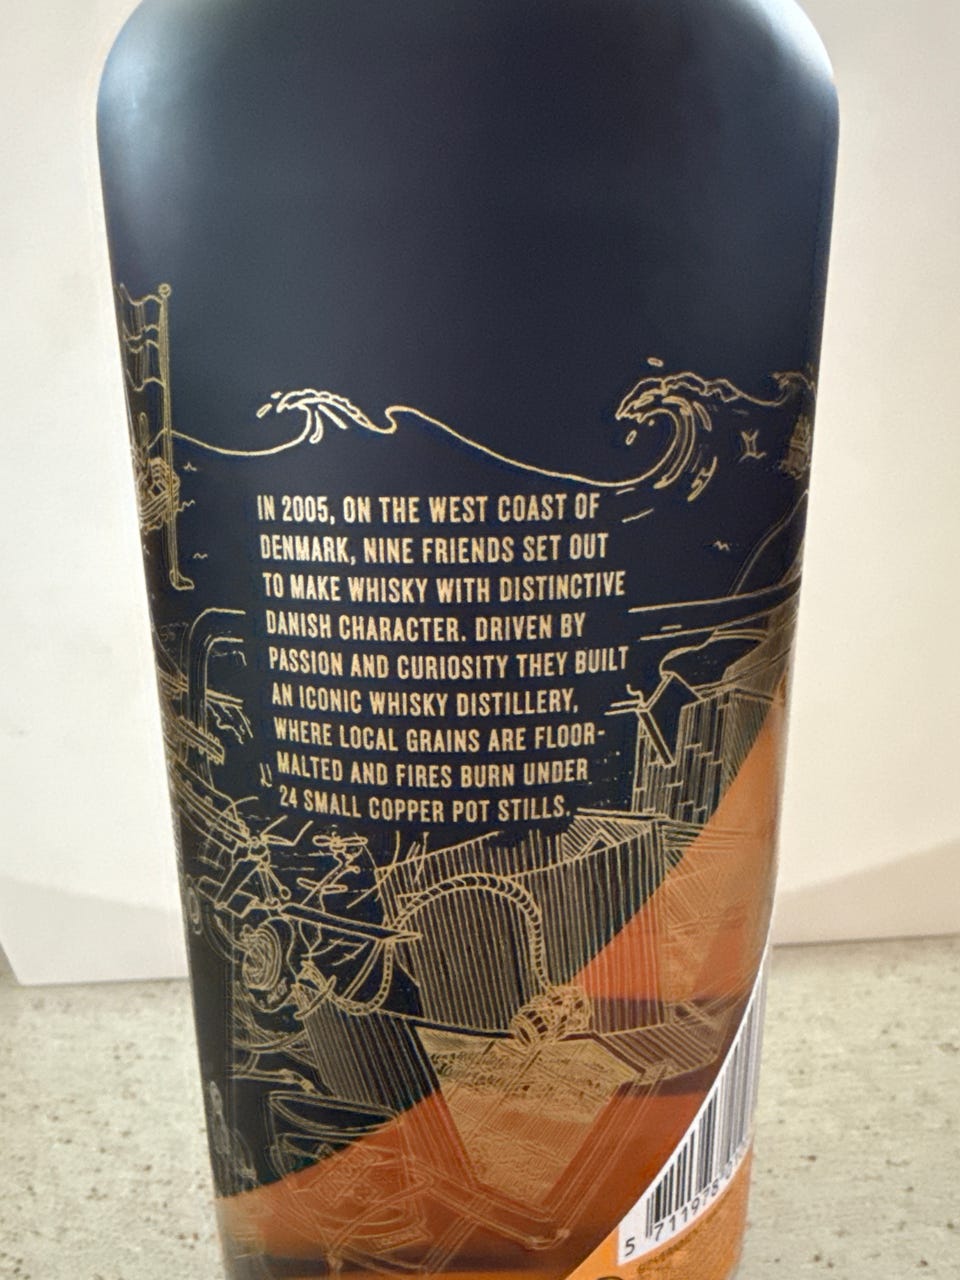 IN 2005, ON THE WEST COAST OF
DENMARK, NINE FRIENDS SET OUT
TO MAKE WHISKY WITH DISTINCTIVE
DANISH CHARACTER. DRIVEN BY
PASSION AND CURIOSITY THEY BUILT
AN ICONIC WHISKY DISTILLERY,
WHERE LOCAL GRAINS ARE FLOOR-
MALTED AND FIRES BURN UNDER
24 SMALL COPPER POT STILLS.
5 711978